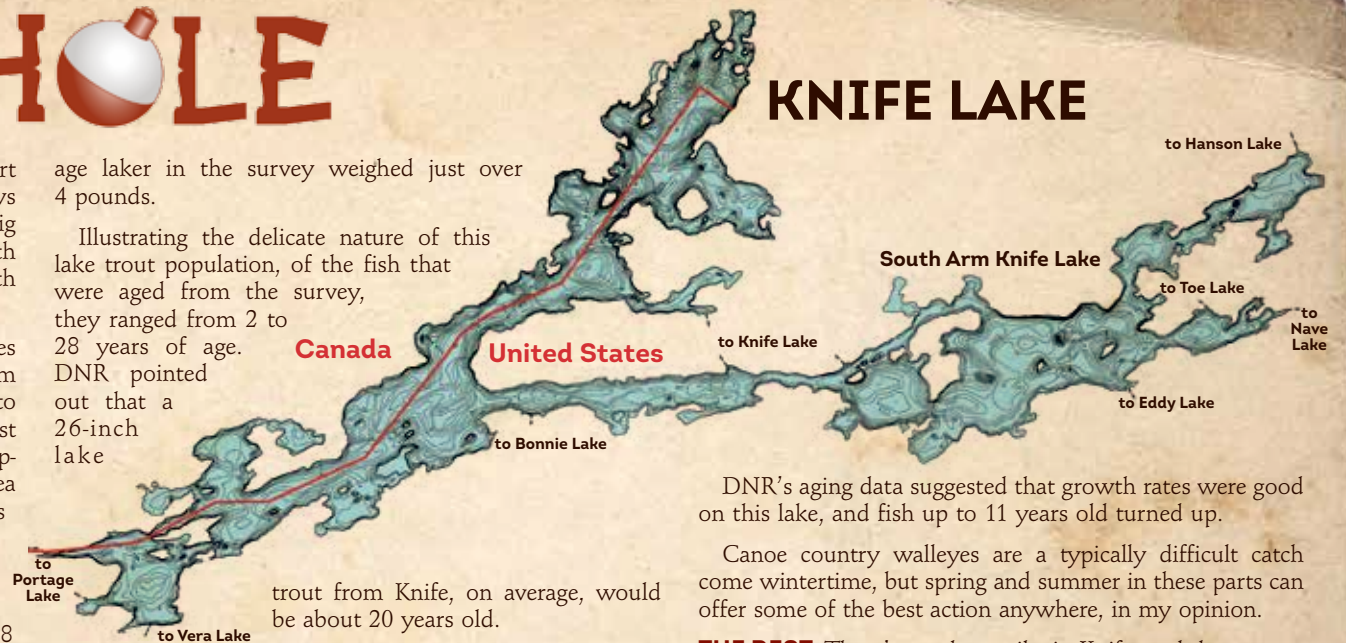 HOLE
KNIFE LAKE
age laker in the survey weighed just over
4 pounds.
Illustrating the delicate nature of this
lake trout population, of the fish that
were aged from the survey,
they ranged from 2 to
28 years of age.
DNR pointed
out that a
26-inch
lake
trout from Knife, on average, would
be about 20 years old.
Canada
United States
to Hanson Lake
South Arm Knife Lake
to Toe Lake
to
Nave
Lake
to Knife Lake
to Eddy Lake
to Bonnie Lake
to
Portage
Lake
to Vera Lake
8
DNR's aging data suggested that growth rates were good
on this lake, and fish up to 11 years old turned up.
Canoe country walleyes are a typically difficult catch
come wintertime, but spring and summer in these parts can
offer some of the best action anywhere, in my opinion.